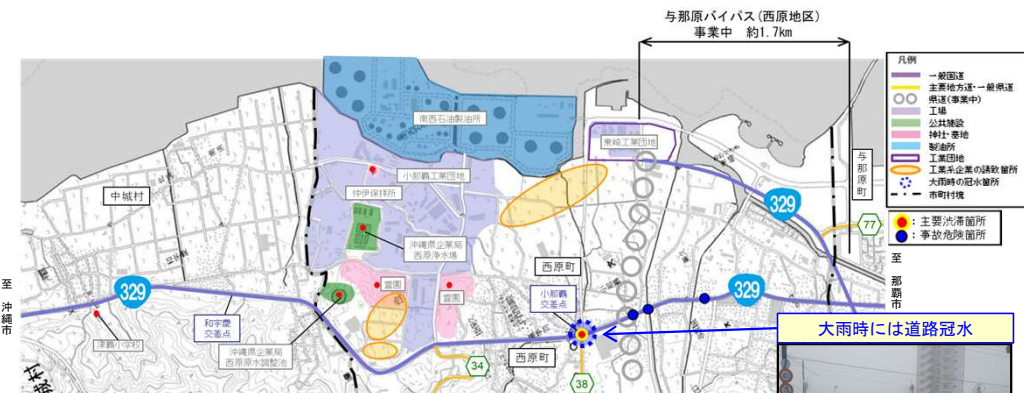 与那原バイパス(西原地区)
事業中　約1.7km
凡例
一般国道
主要地方道・一般県道
県道(事業中)
工場
公共施設
神社・墓地
製油所
工業団地
工業系企業の誘致箇所
大雨時の冠水箇所
市町村境
：主要渋滞箇所
：事故危険箇所
南西石油製油所
東崎工業団地
小那覇工業団地
仲伊保拝所
中城村
与那原町
329
77
沖縄県企業局
西原浄水場
霊園
霊園
西原町
小那覇
交差点
至 沖縄市
至 那覇市
329
329
和宇慶
交差点
津覇小学校
沖縄県企業局
西原原水調整池
西原町
34
38
大雨時には道路冠水